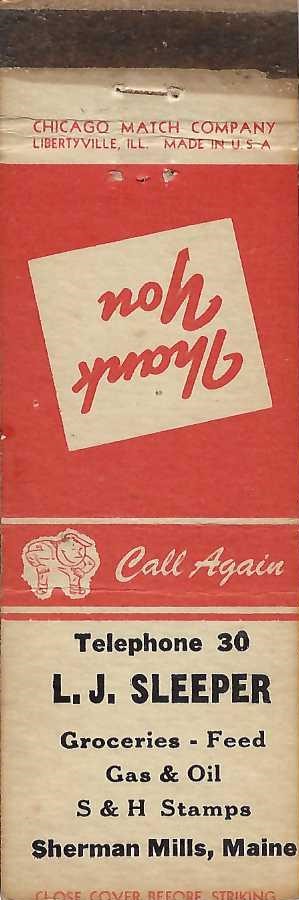 CHICAGO MATCH COMPANY
LIBERTYVILLE, ILL. MADE IN U.S.A
Thank
You
Call Again
Telephone 30
L. J. SLEEPER
Groceries - Feed
Gas & Oil
S & H Stamps
Sherman Mills, Maine
CLOSE COVER BEFORE STRIKING